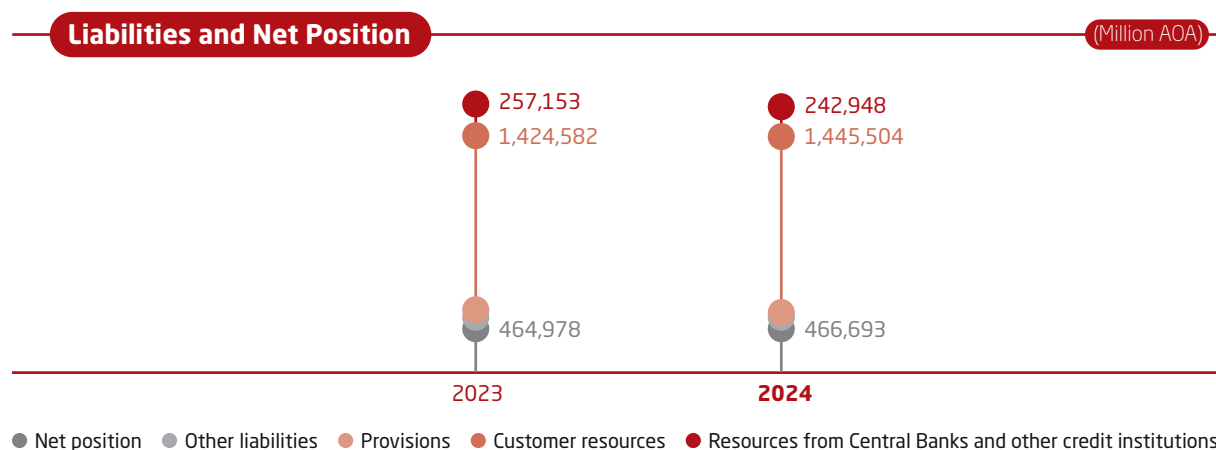 Liabilities and Net Position
(Million AOA)
257,153
242,948
1,424,582
1,445,504
464,978
466,693
2023
2024
Net position Other liabilities Provisions Customer resources Resources from Central Banks and other credit institutions